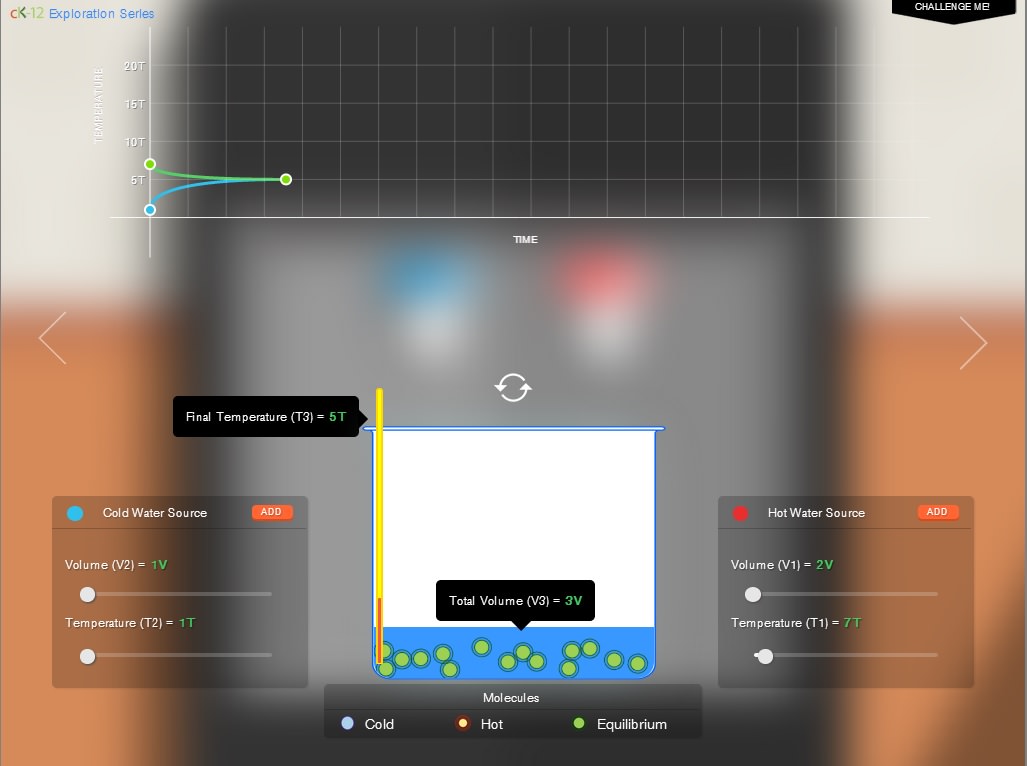 cK-12 Exploration Series
CHALLENGE ME!
TEMPERATURE
20T
15T
10T
5T
TIME
Final Temperature (T3) = 5T
Cold Water Source
ADD
Volume (V2) = 1V
Temperature (T2) = 1T
Hot Water Source
ADD
Volume (V1) = 2V
Temperature (T1) = 7T
Total Volume (V3) = 3V
Molecules
Cold
Hot
Equilibrium